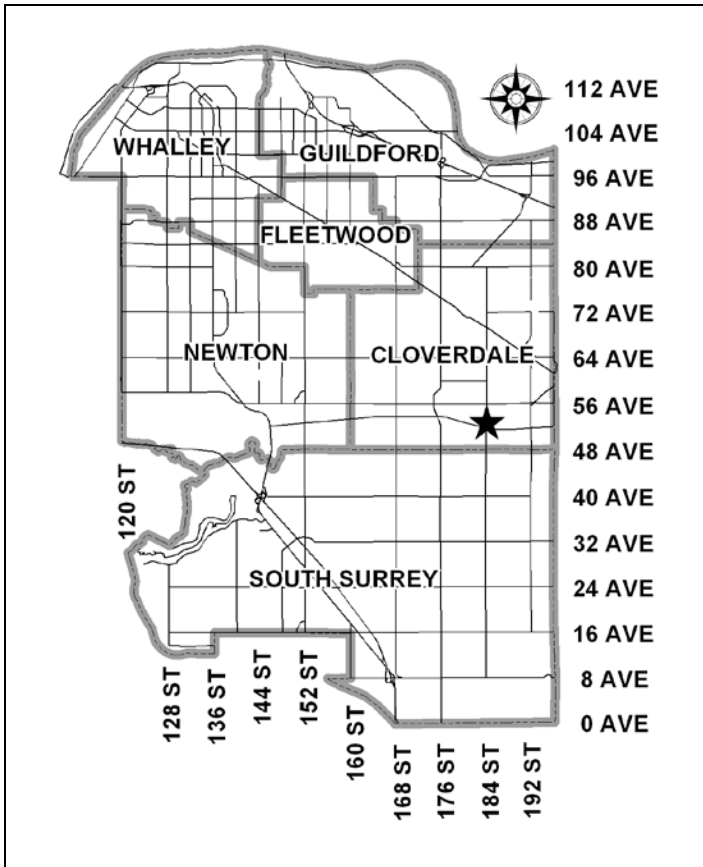 112 AVE
104 AVE
WHALLEY
GUILDFORD
96 AVE
88 AVE
FLEETWOOD
80 AVE
72 AVE
NEWTON
CLOVERDALE
64 AVE
56 AVE
48 AVE
120 ST
40 AVE
32 AVE
SOUTH SURREY
24 AVE
16 AVE
8 AVE
0 AVE
128 ST
136 ST
144 ST
152 ST
160 ST
168 ST
176 ST
184 ST
192 ST